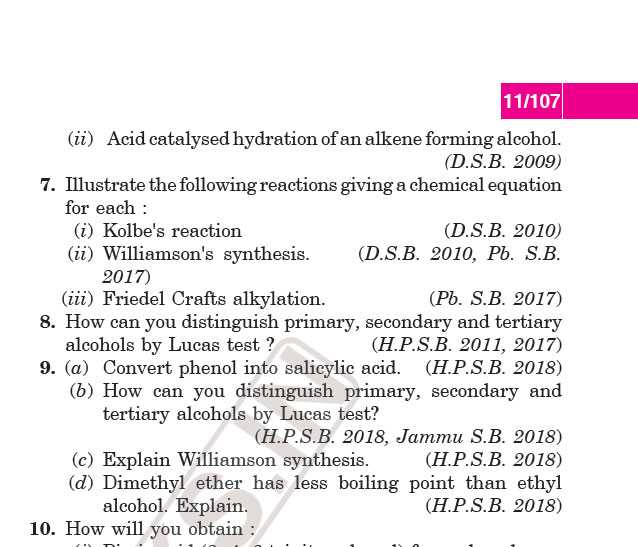 11/107
(ii) Acid catalysed hydration of an alkene forming alcohol.
(D.S.B. 2009)
7. Illustrate the following reactions giving a chemical equation
for each :
(i) Kolbe's reaction (D.S.B. 2010)
(ii) Williamson's synthesis. (D.S.B. 2010, Pb. S.B.
2017)
(iii) Friedel Crafts alkylation. (Pb. S.B. 2017)
8. How can you distinguish primary, secondary and tertiary
alcohols by Lucas test ? (H.P.S.B. 2011, 2017)
9. (a) Convert phenol into salicylic acid. (H.P.S.B. 2018)
(b) How can you distinguish primary, secondary and
tertiary alcohols by Lucas test?
(H.P.S.B. 2018, Jammu S.B. 2018)
(c) Explain Williamson synthesis. (H.P.S.B. 2018)
(d) Dimethyl ether has less boiling point than ethyl
alcohol. Explain. (H.P.S.B. 2018)
10. How will you obtain :